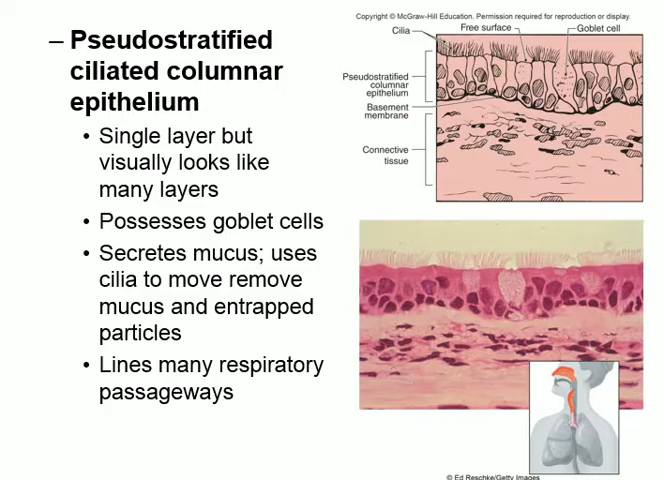 – Pseudostratified
ciliated columnar
epithelium
• Single layer but
visually looks like
many layers
• Possesses goblet cells
• Secretes mucus; uses
cilia to move remove
mucus and entrapped
particles
• Lines many respiratory
passageways
Copyright © McGraw-Hill Education. Permission required for reproduction or display.
Cilia
Free surface
Goblet cell
Pseudostratified
columnar
epithelium
Basement
membrane
Connective
tissue
© Ed Reschke/Getty Images